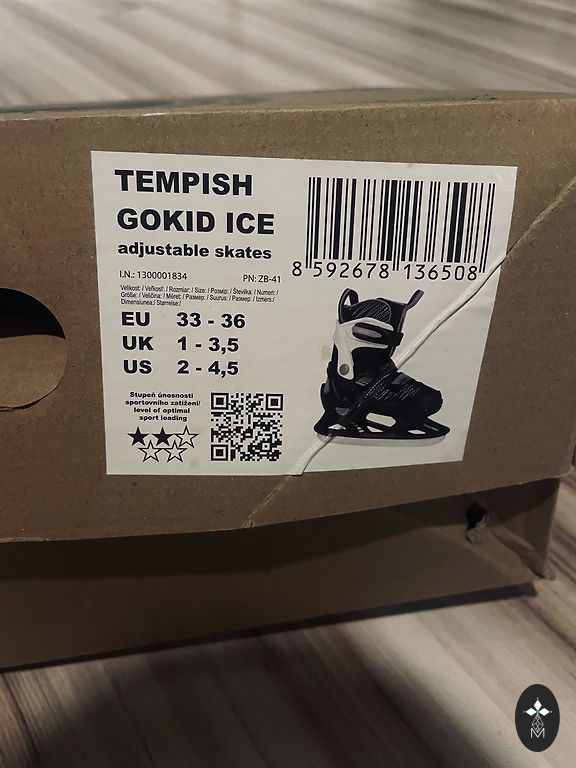 TEMPISH
GOKID ICE
adjustable skates
8 592678 136508
I.N.: 1300001834 PN: ZB-41
Velikost: / Veľkosť: / Rozmiar: / Size: / Розмір: / Številka: / Numeri: /
Größe: / Veličina: / Méret: / Размер: / Suurus: / Размер: / Izmērs:/
Dimensiunea:/ Størrelse:/
EU 33 - 36
UK 1 - 3,5
US 2 - 4,5
Stupeň únosnosti
sportovního zatížení/
level of optimal
sport loading
M